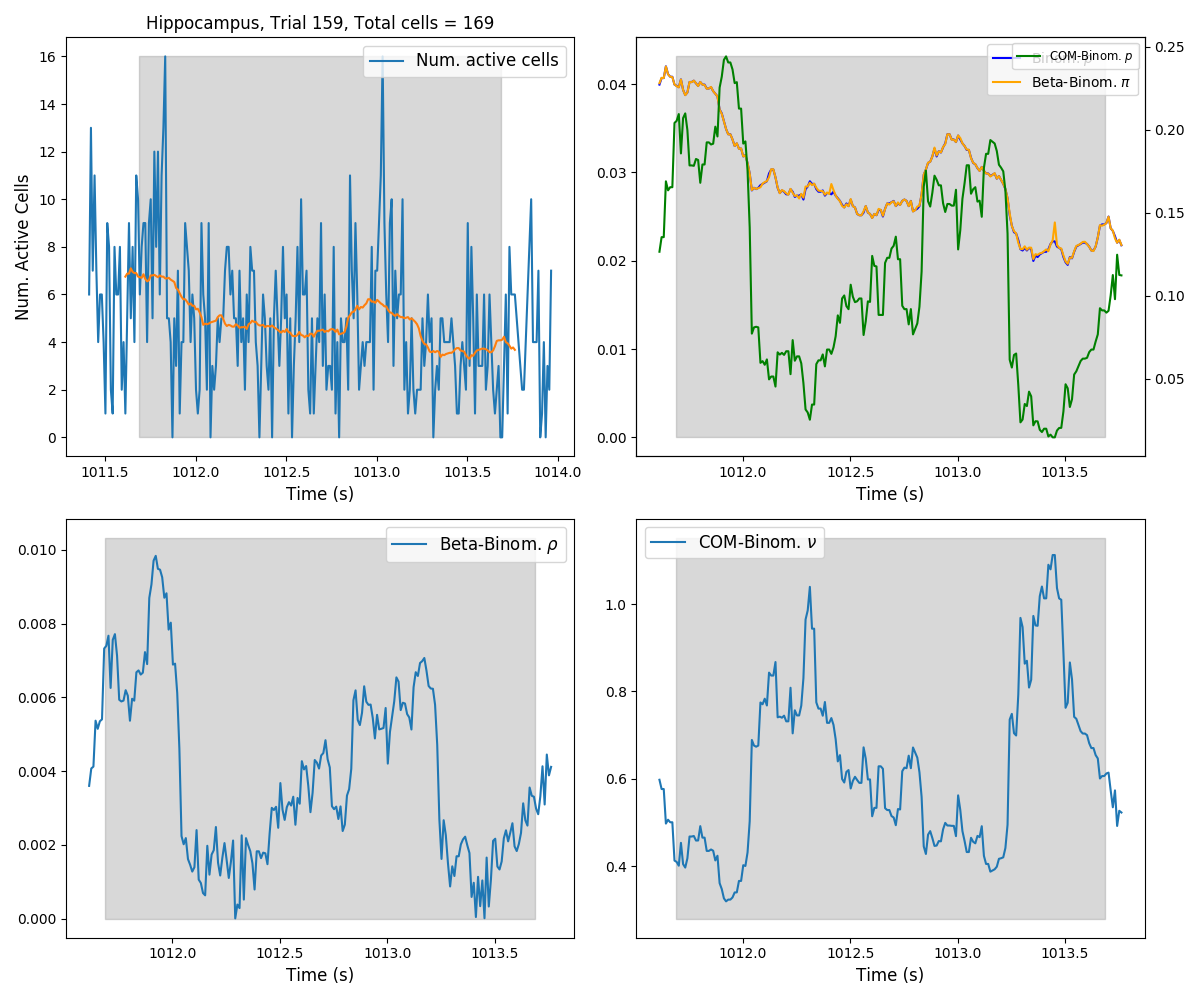 Hippocampus, Trial 159, Total cells = 169
Num. active cells
Num. Active Cells
16
14
12
10
8
6
4
2
0
1011.5 1012.0 1012.5 1013.0 1013.5 1014.0
Time (s)
COM-Binom. p
Beta-Binom. π
0.04
0.03
0.02
0.01
0.00
0.25
0.20
0.15
0.10
0.05
1012.0 1012.5 1013.0 1013.5
Time (s)
Beta-Binom. ρ
0.010
0.008
0.006
0.004
0.002
0.000
1012.0 1012.5 1013.0 1013.5
Time (s)
COM-Binom. ν
1.0
0.8
0.6
0.4
1012.0 1012.5 1013.0 1013.5
Time (s)